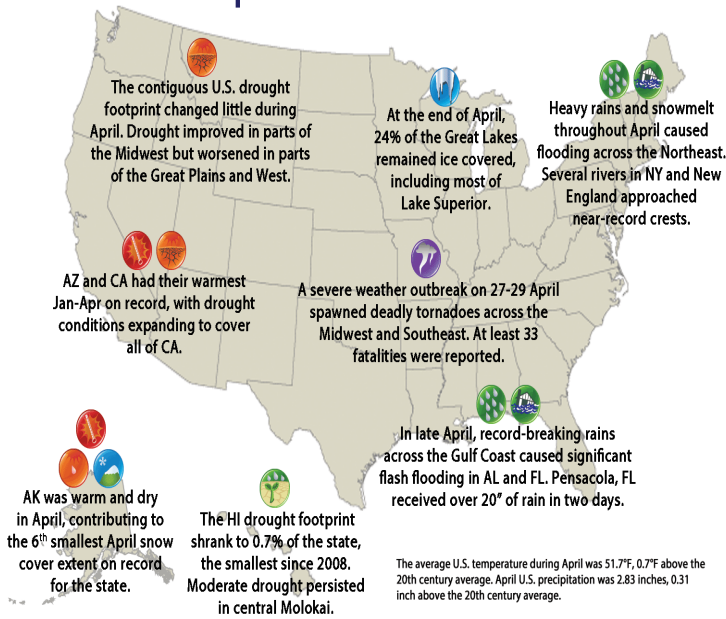 The contiguous U.S. drought
footprint changed little during
April. Drought improved in parts of
the Midwest but worsened in parts
of the Great Plains and West.
At the end of April,
24% of the Great Lakes
remained ice covered,
including most of
Lake Superior.
Heavy rains and snowmelt
throughout April caused
flooding across the Northeast.
Several rivers in NY and New
England approached
near-record crests.
AZ and CA had their warmest
Jan-Apr on record, with drought
conditions expanding to cover
all of CA.
A severe weather outbreak on 27-29 April
spawned deadly tornadoes across the
Midwest and Southeast. At least 33
fatalities were reported.
In late April, record-breaking rains
across the Gulf Coast caused significant
flash flooding in AL and FL. Pensacola, FL
received over 20” of rain in two days.
AK was warm and dry
in April, contributing to
the 6th smallest April snow
cover extent on record
for the state.
The HI drought footprint
shrank to 0.7% of the state,
the smallest since 2008.
Moderate drought persisted
in central Molokai.
The average U.S. temperature during April was 51.7°F, 0.7°F above the
20th century average. April U.S. precipitation was 2.83 inches, 0.31
inch above the 20th century average.